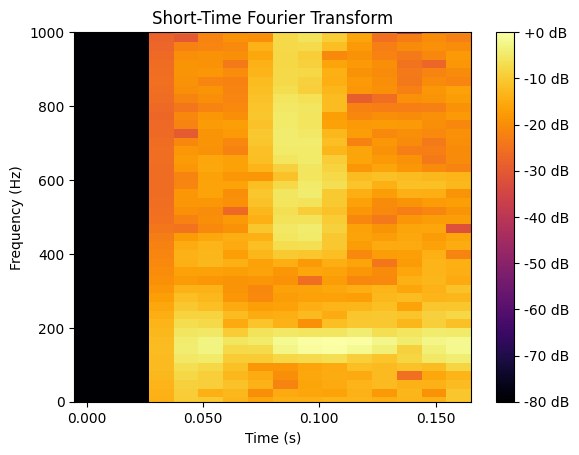 Short-Time Fourier Transform
Frequency (Hz)
1000
800
600
400
200
0
0.000
0.050
0.100
0.150
Time (s)
+0 dB
-10 dB
-20 dB
-30 dB
-40 dB
-50 dB
-60 dB
-70 dB
-80 dB